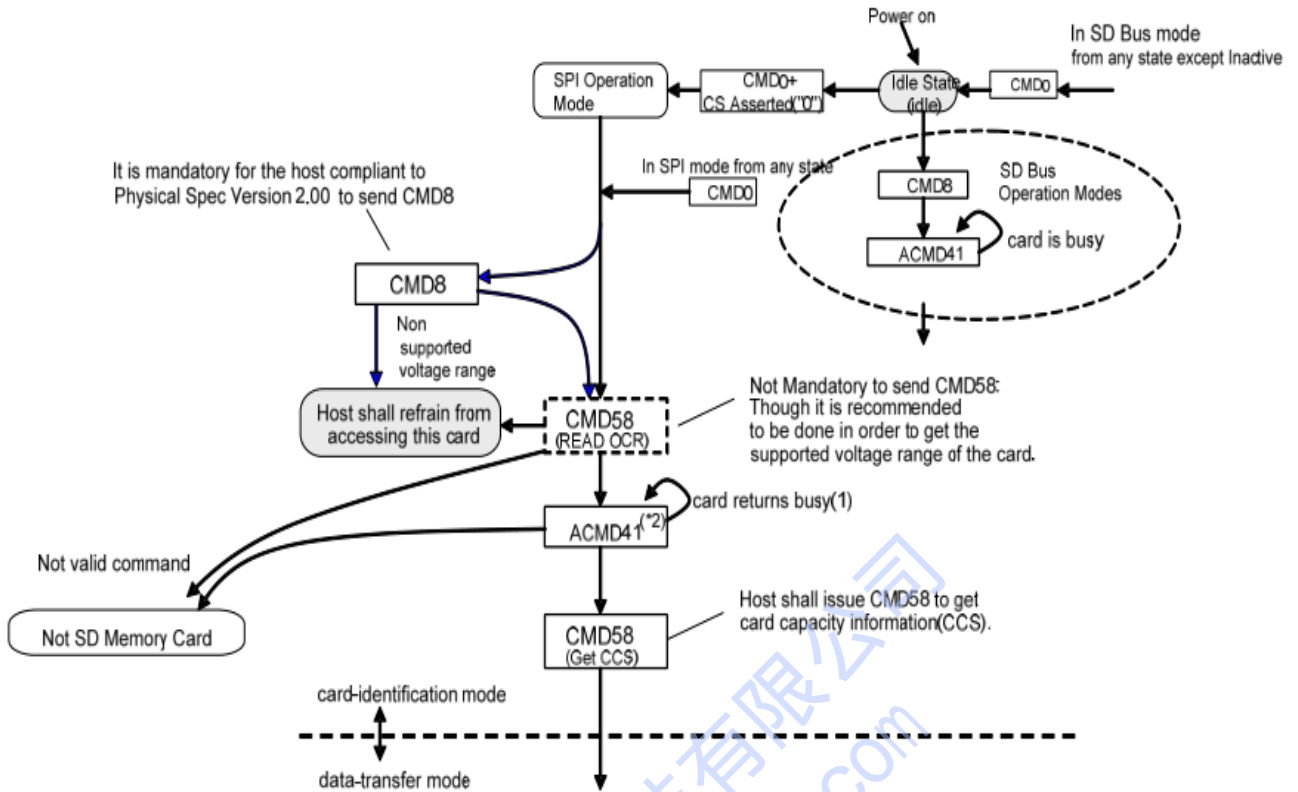 Power on
In SD Bus mode
from any state except Inactive
SPI Operation
Mode
CMD0+
CS Asserted("0")
Idle State
(idle)
CMD0
It is mandatory for the host compliant to
Physical Spec Version 2.00 to send CMD8
In SPI mode from any state
CMD0
CMD8
SD Bus
Operation Modes
ACMD41
card is busy
CMD8
Non
supported
voltage range
Host shall refrain from
accessing this card
CMD58
(READ OCR)
Not Mandatory to send CMD58:
Though it is recommended
to be done in order to get the
supported voltage range of the card.
ACMD41(*2)
card returns busy(1)
Not valid command
Not SD Memory Card
CMD58
(Get CCS)
Host shall issue CMD58 to get
card capacity information(CCS).
card-identification mode
data-transfer mode
有限公司
.com